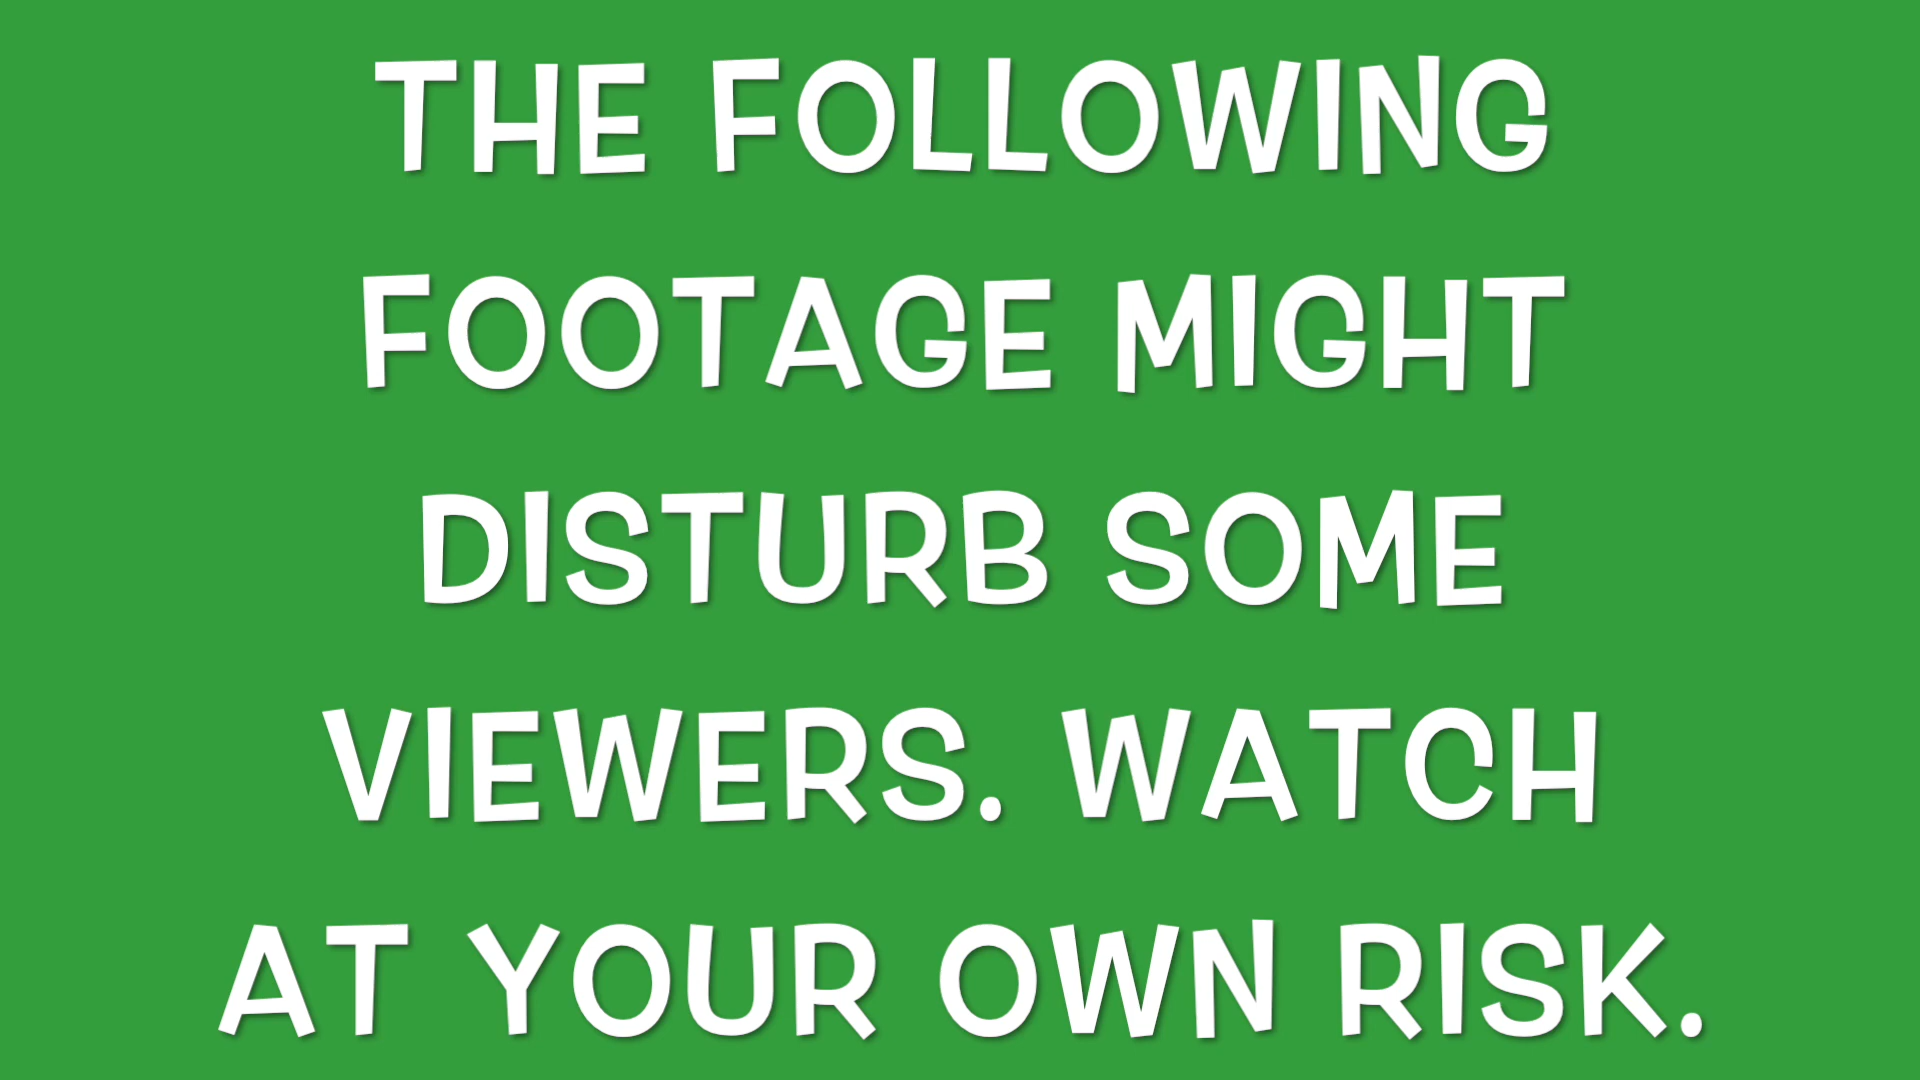 THE FOLLOWING
FOOTAGE MIGHT
DISTURB SOME
VIEWERS. WATCH
AT YOUR OWN RISK.